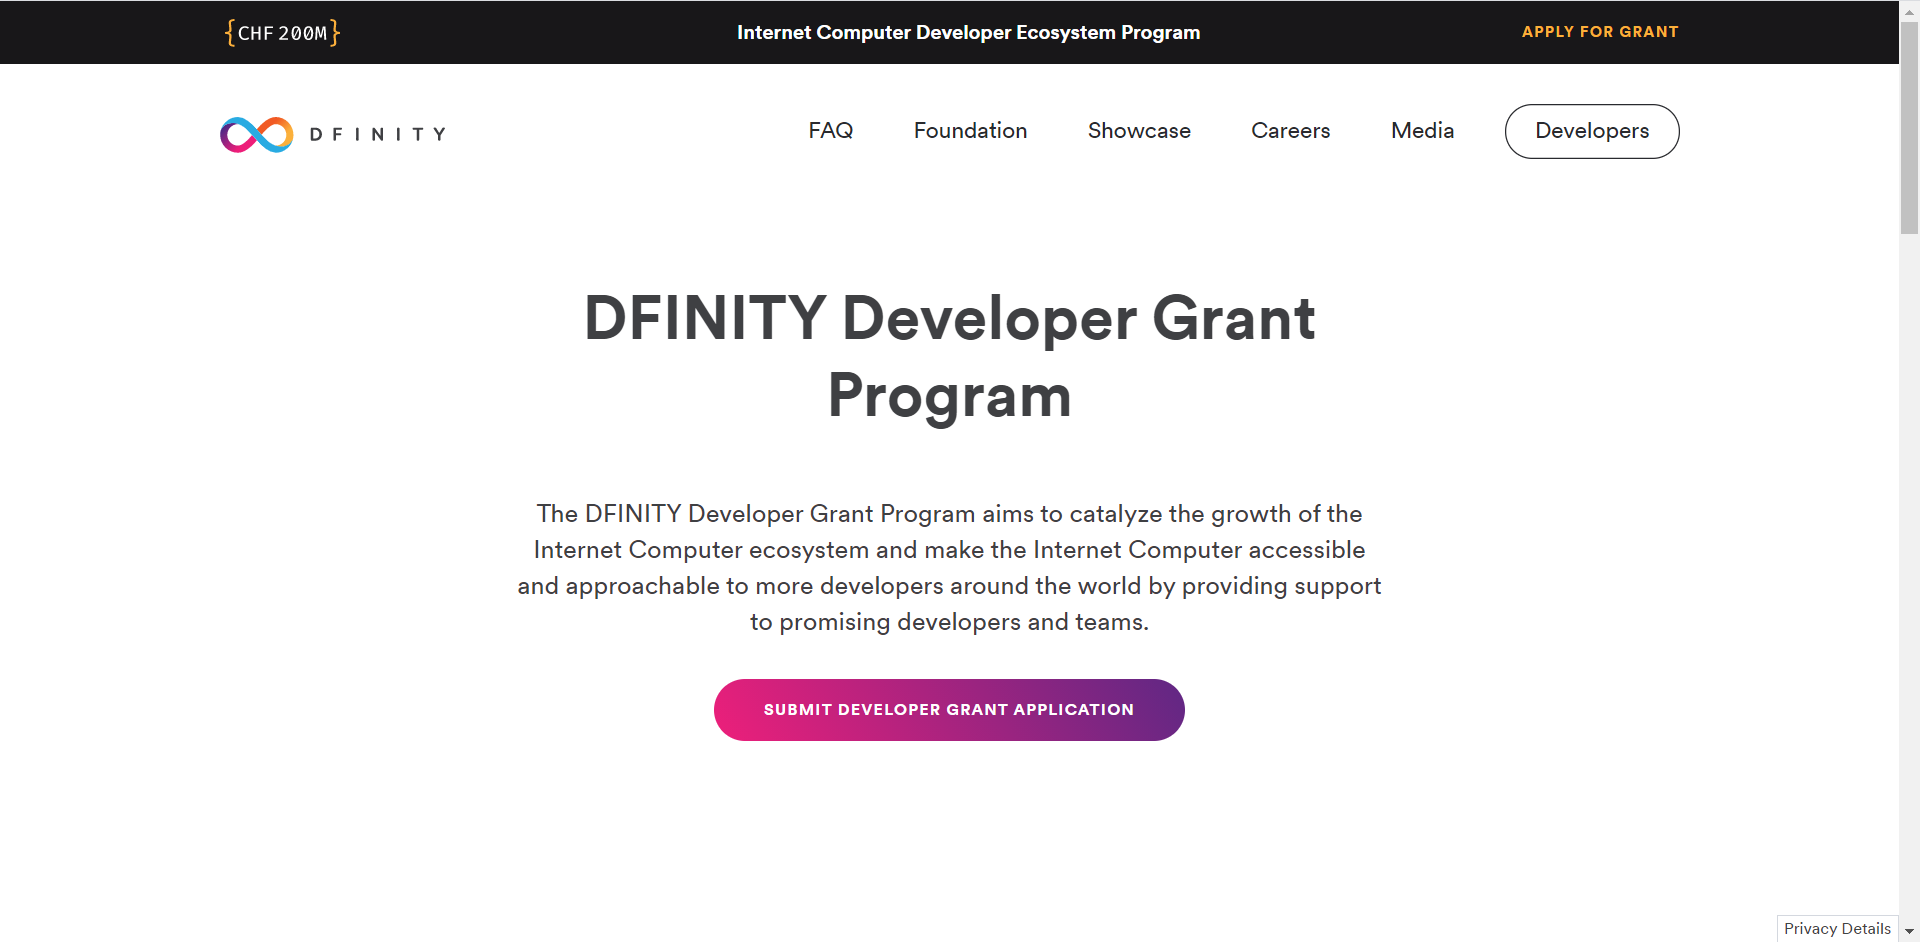 {CHF 200M}
Internet Computer Developer Ecosystem Program
APPLY FOR GRANT
DFINITY
FAQ
Foundation
Showcase
Careers
Media
Developers
DFINITY Developer Grant
Program
The DFINITY Developer Grant Program aims to catalyze the growth of the
Internet Computer ecosystem and make the Internet Computer accessible
and approachable to more developers around the world by providing support
to promising developers and teams.
SUBMIT DEVELOPER GRANT APPLICATION
Privacy Details